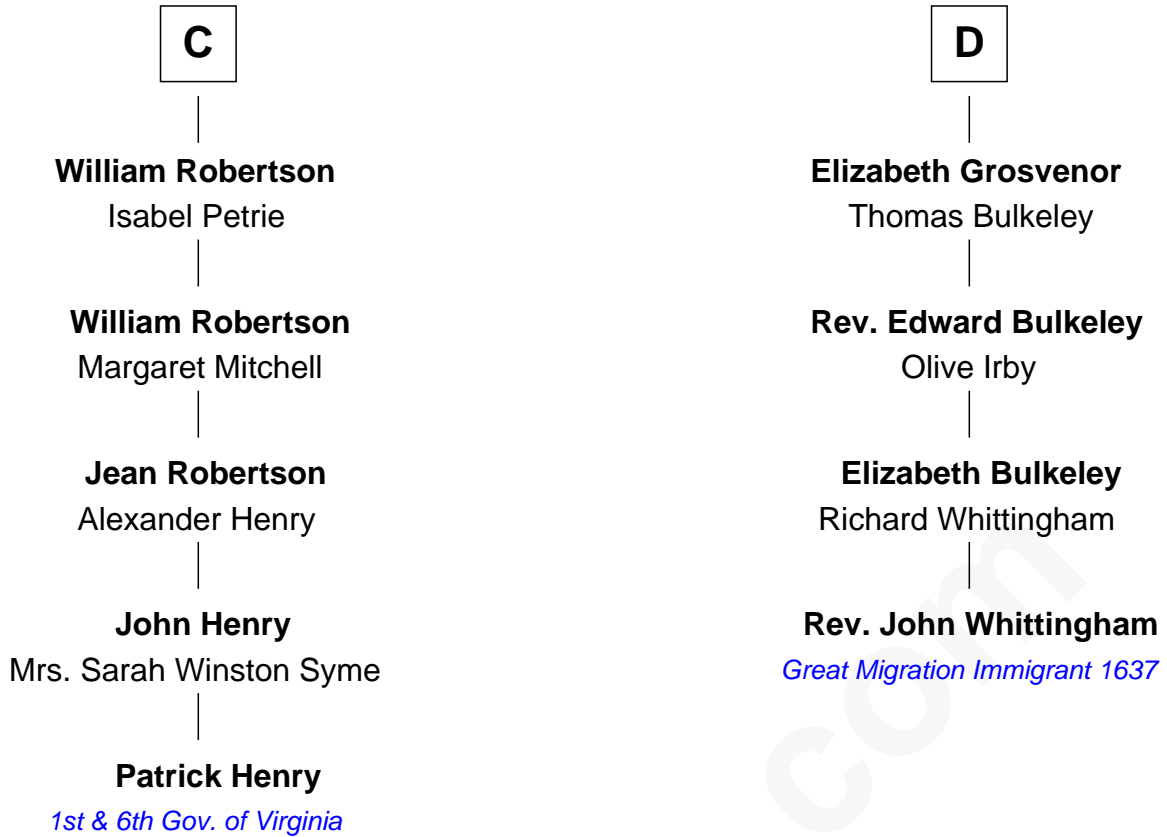 C
William Robertson
Isabel Petrie
William Robertson
Margaret Mitchell
Jean Robertson
Alexander Henry
John Henry
Mrs. Sarah Winston Syme
Patrick Henry
1st & 6th Gov. of Virginia
D
Elizabeth Grosvenor
Thomas Bulkeley
Rev. Edward Bulkeley
Olive Irby
Elizabeth Bulkeley
Richard Whittingham
Rev. John Whittingham
Great Migration Immigrant 1637
com